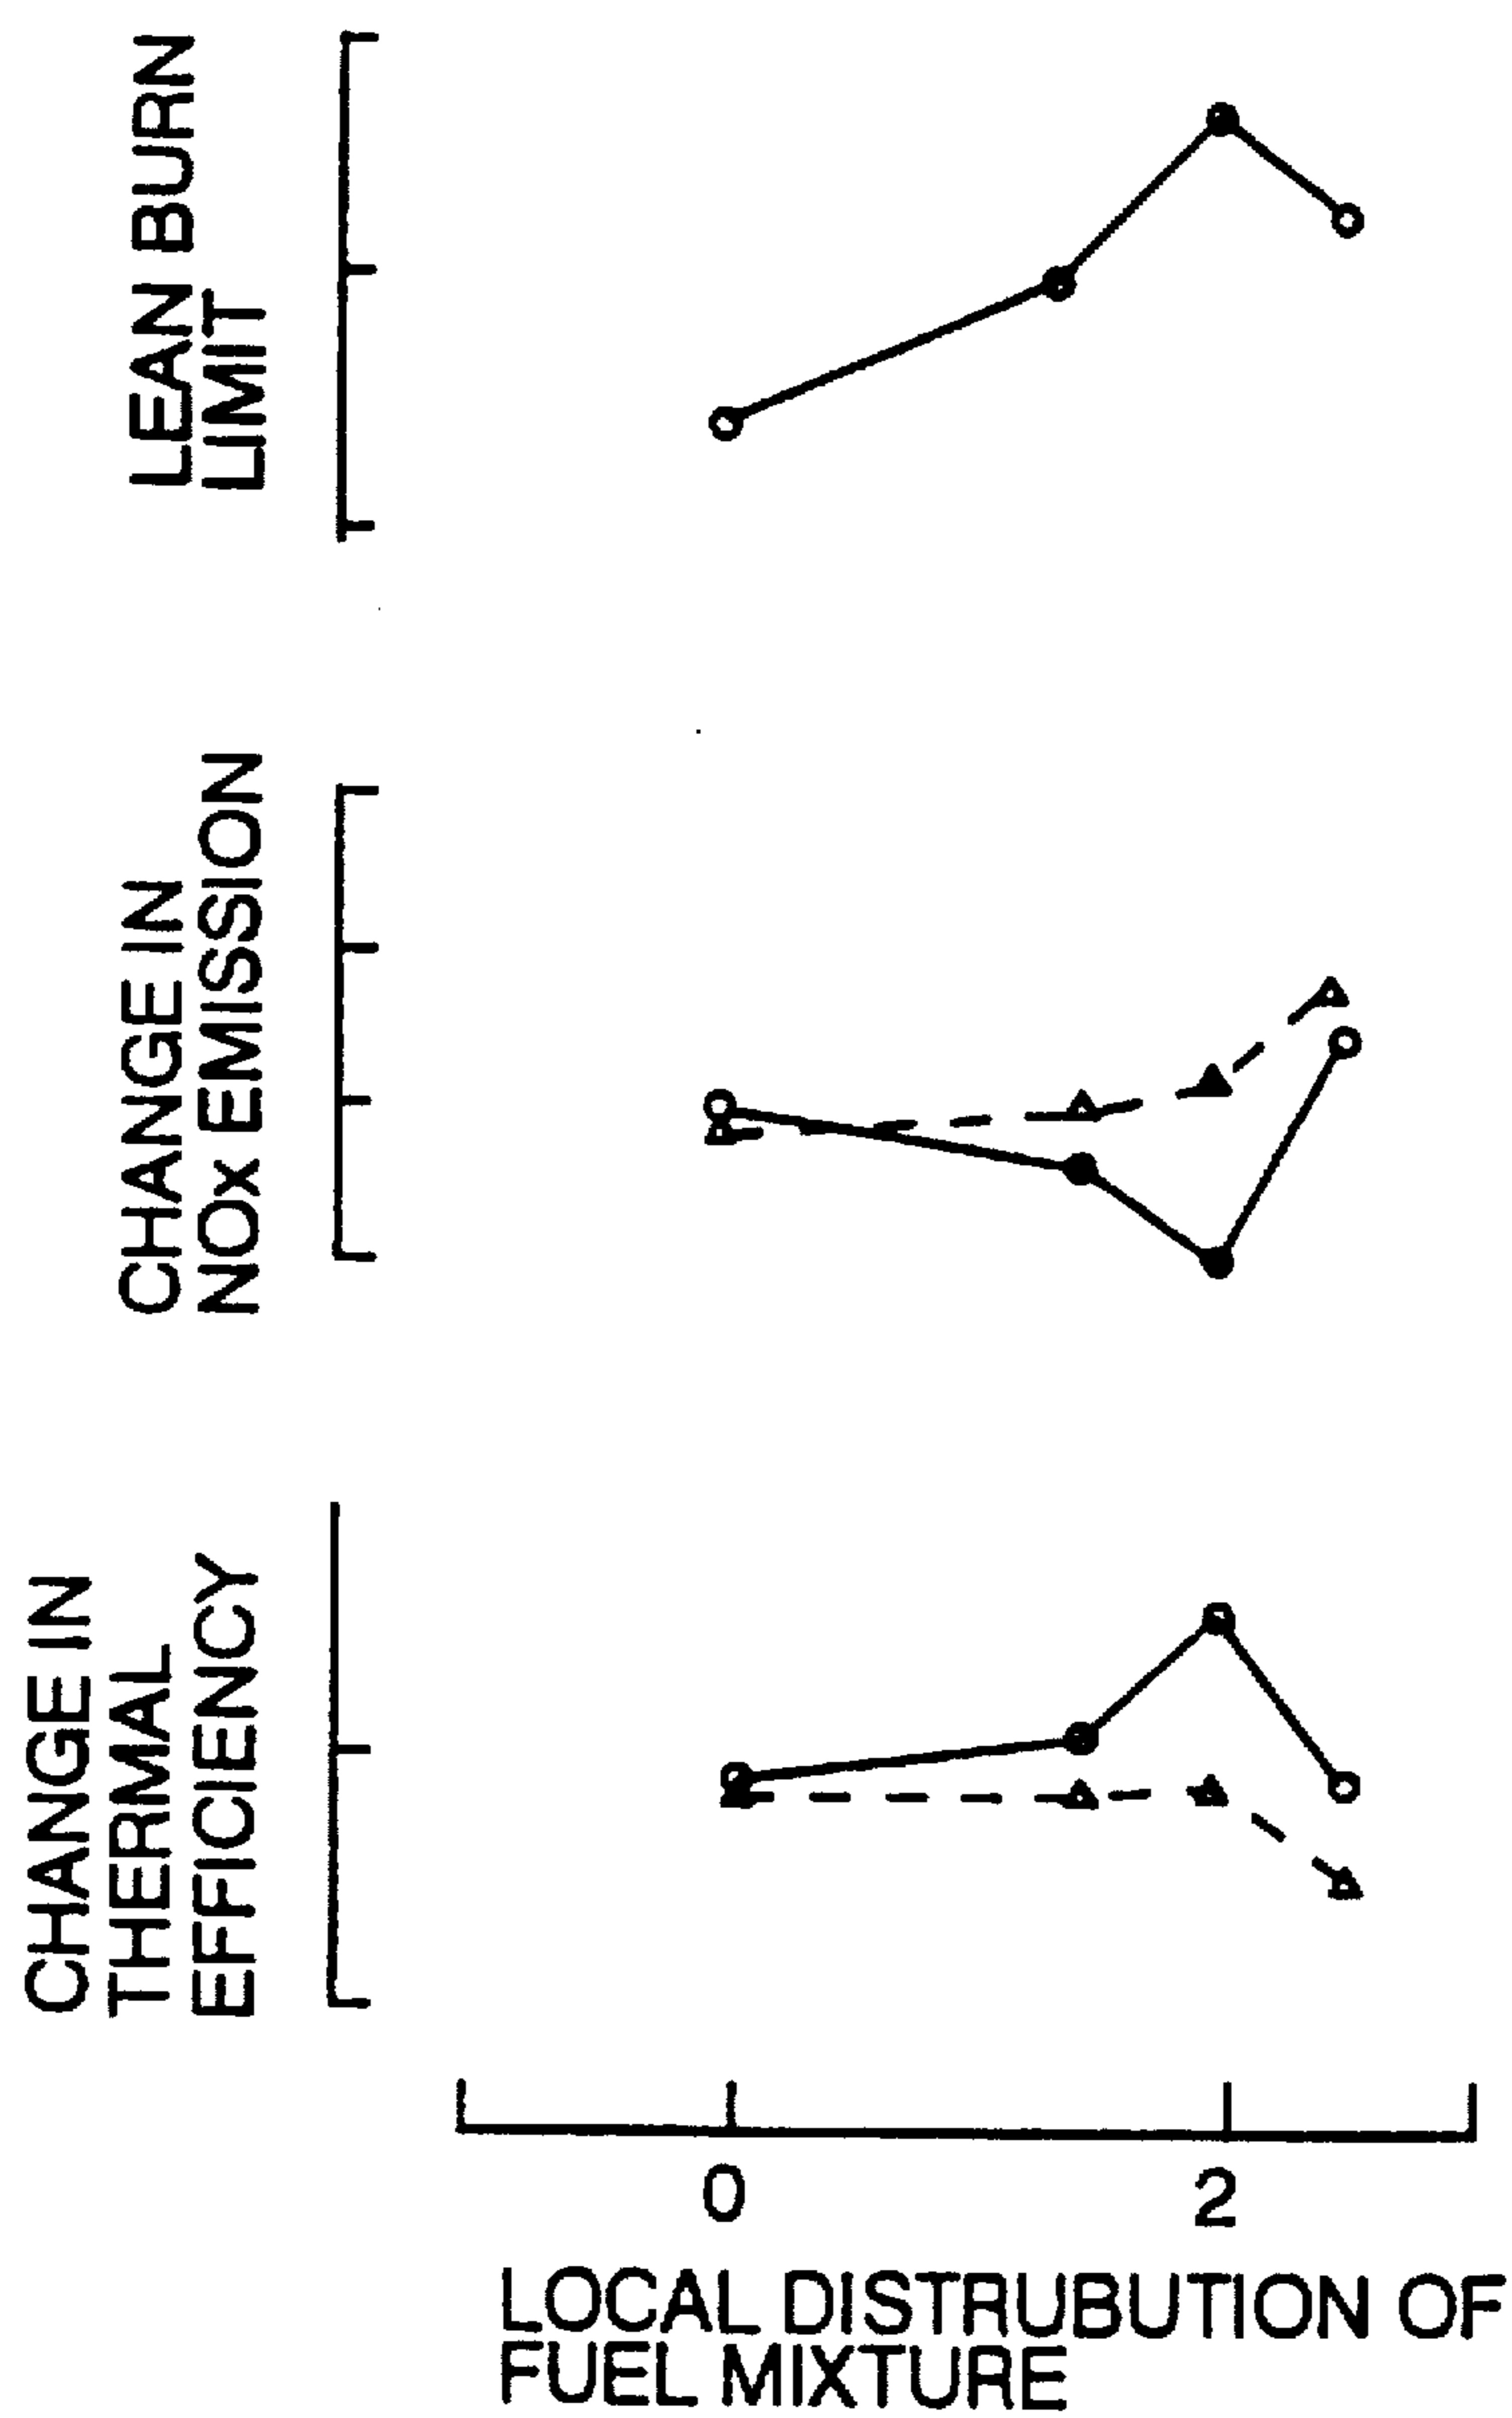 LEAN BURN
LIMIT
CHANGE IN
NOx EMISSION
CHANGE IN
THERMAL
EFFICIENCY
0 2
LOCAL DISTRUBUTION OF
FUEL MIXTURE